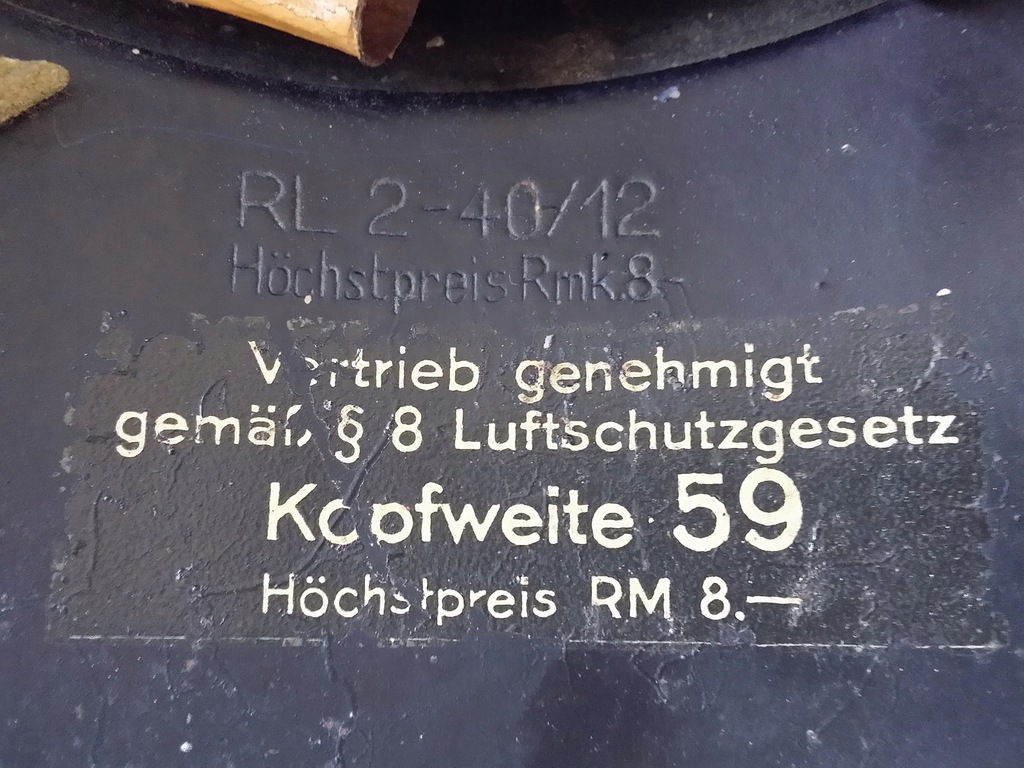 RL 2-40/12
Höchstpreis Rmk.8-
Vertrieb genehmigt
gemäß § 8 Luftschutzgesetz
Kopfweite 59
Höchstpreis RM 8.—